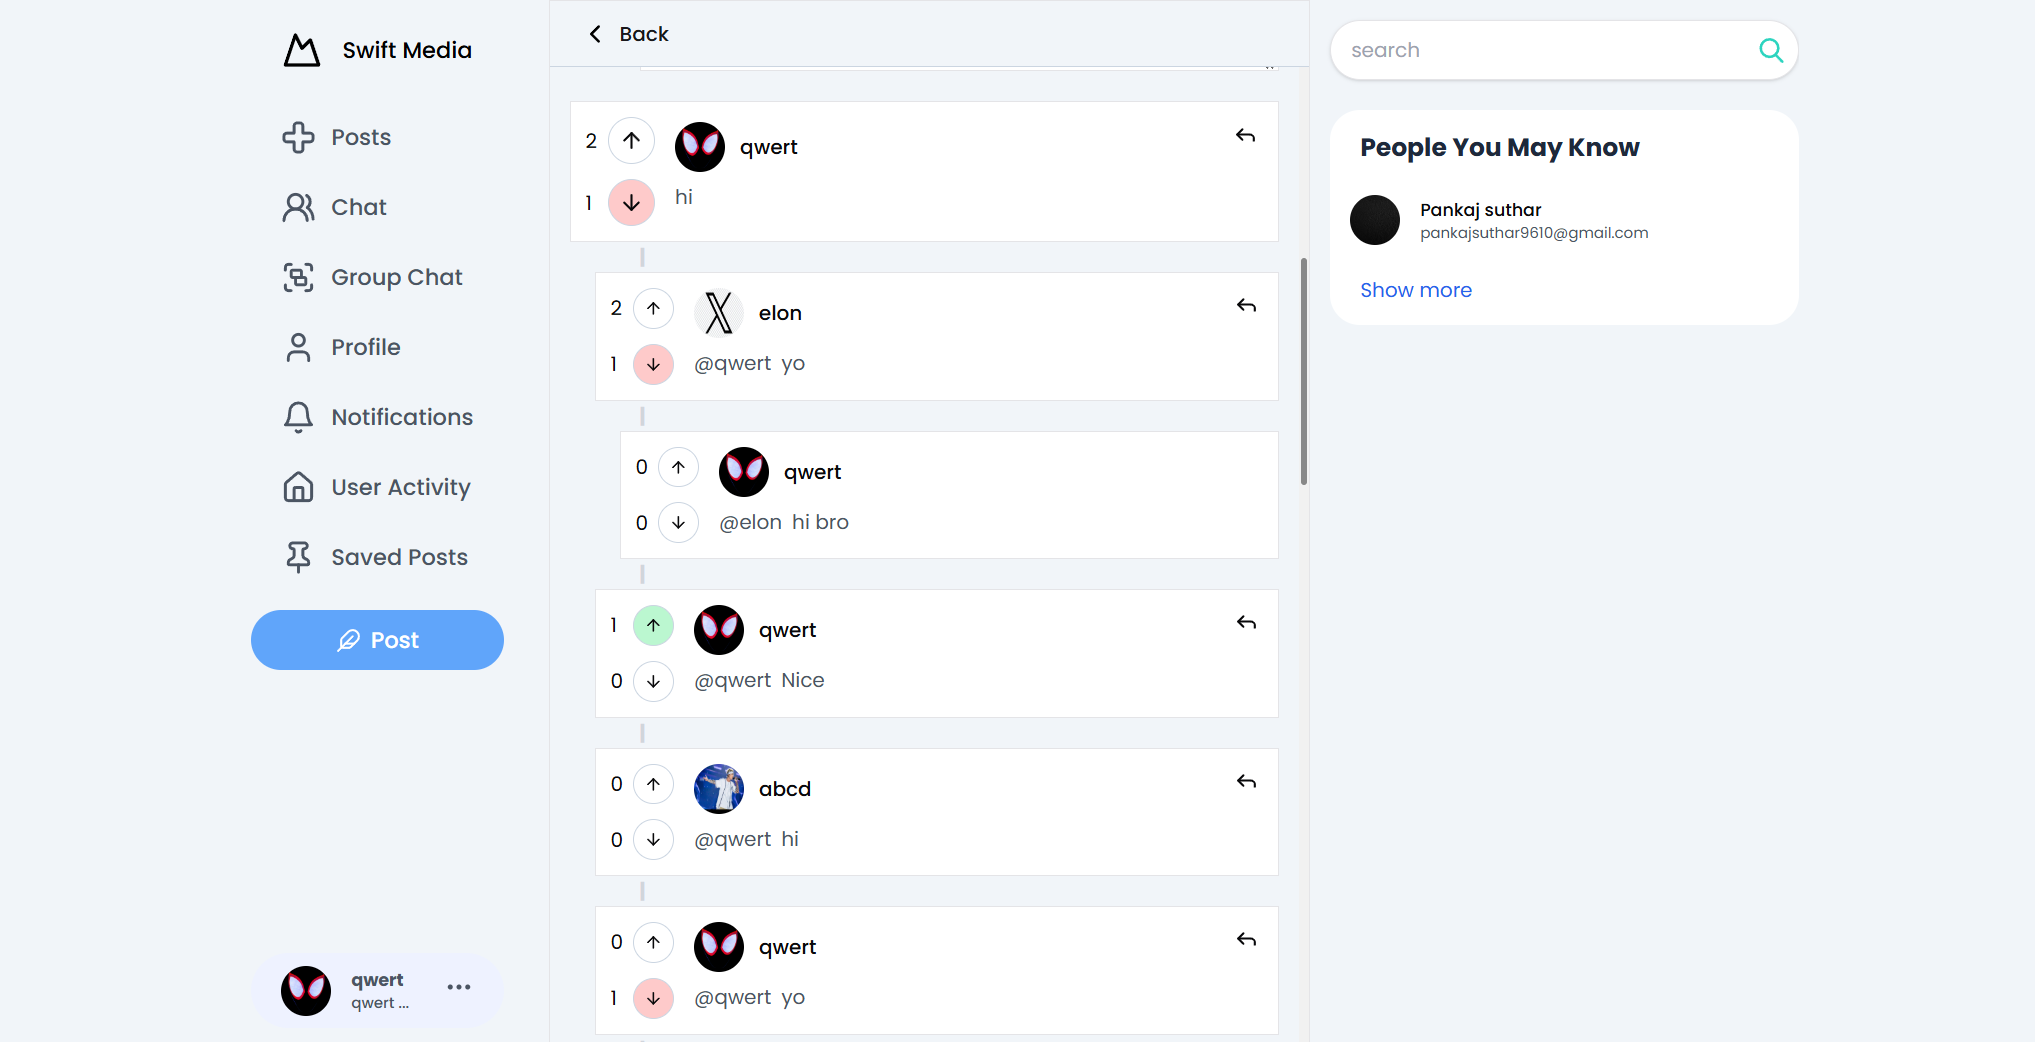 Swift Media
Posts
Chat
Group Chat
Profile
Notifications
User Activity
Saved Posts
Post
qwert
qwert ...
Back
2
qwert
1
hi
2
elon
1
@qwert yo
0
qwert
0
@elon hi bro
1
qwert
0
@qwert Nice
0
abcd
0
@qwert hi
0
qwert
1
@qwert yo
search
People You May Know
Pankaj suthar
pankajsuthar9610@gmail.com
Show more